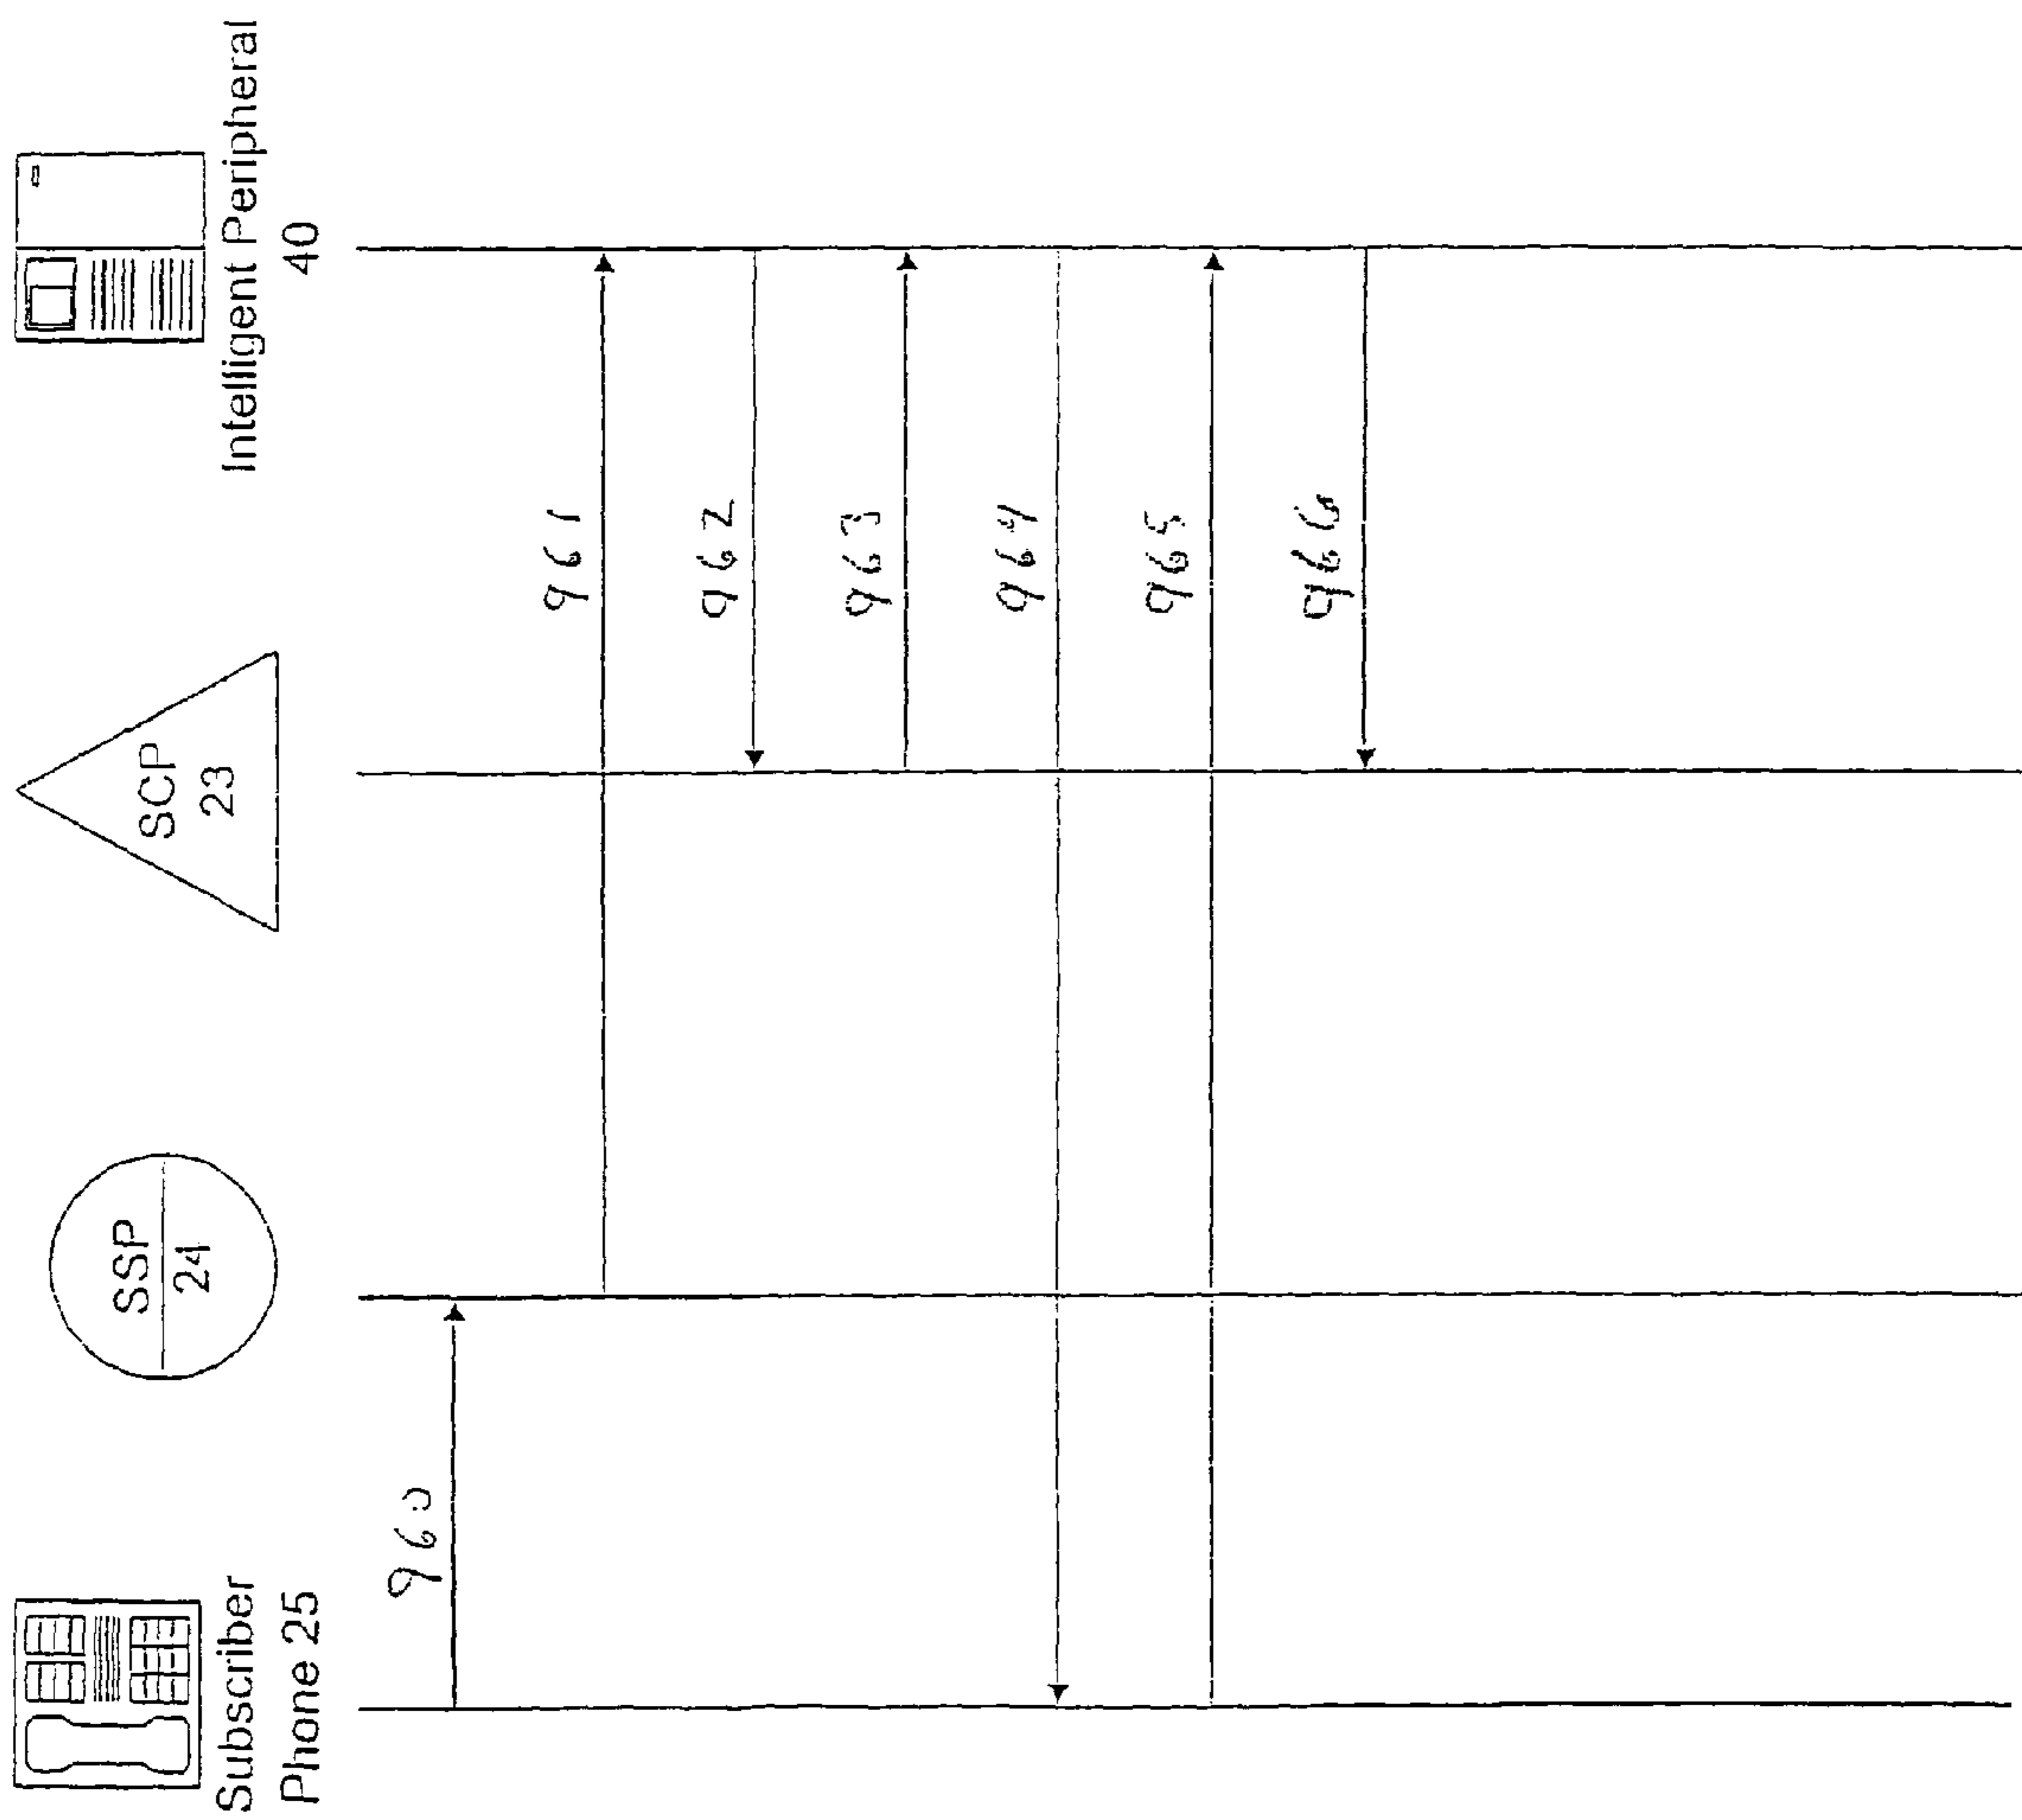 Subscriber
Phone 25
SSP
24
SCP
23
Intelligent Peripheral
40
960
961
962
963
964
965
966